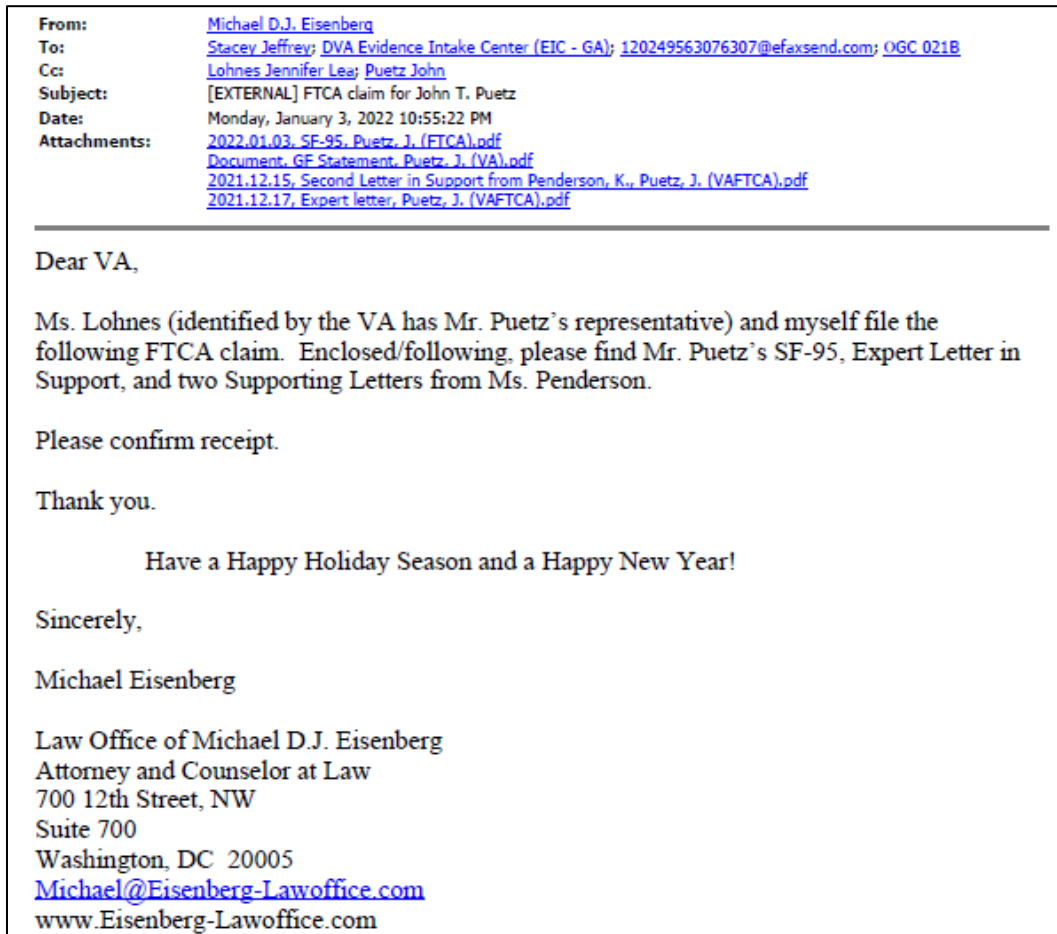 From: Michael D.J. Eisenberg
To: Stacey Jeffrey; DVA Evidence Intake Center (EIC - GA); 120249563076307@efaxsend.com; OGC 021B
Cc: Lohnes Jennifer Lea; Puetz John
Subject: [EXTERNAL] FTCA claim for John T. Puetz
Date: Monday, January 3, 2022 10:55:22 PM
Attachments: 2022.01.03, SF-95, Puetz, J. (FTCA).pdf
Document, GF Statement, Puetz, J. (VA).pdf
2021.12.15, Second Letter in Support from Penderson, K., Puetz, J. (VAFTCA).pdf
2021.12.17, Expert letter, Puetz, J. (VAFTCA).pdf
Dear VA,
Ms. Lohnes (identified by the VA has Mr. Puetz’s representative) and myself file the
following FTCA claim.  Enclosed/following, please find Mr. Puetz’s SF-95, Expert Letter in
Support, and two Supporting Letters from Ms. Penderson.
Please confirm receipt.
Thank you.
Have a Happy Holiday Season and a Happy New Year!
Sincerely,
Michael Eisenberg
Law Office of Michael D.J. Eisenberg
Attorney and Counselor at Law
700 12th Street, NW
Suite 700
Washington, DC  20005
Michael@Eisenberg-Lawoffice.com
www.Eisenberg-Lawoffice.com